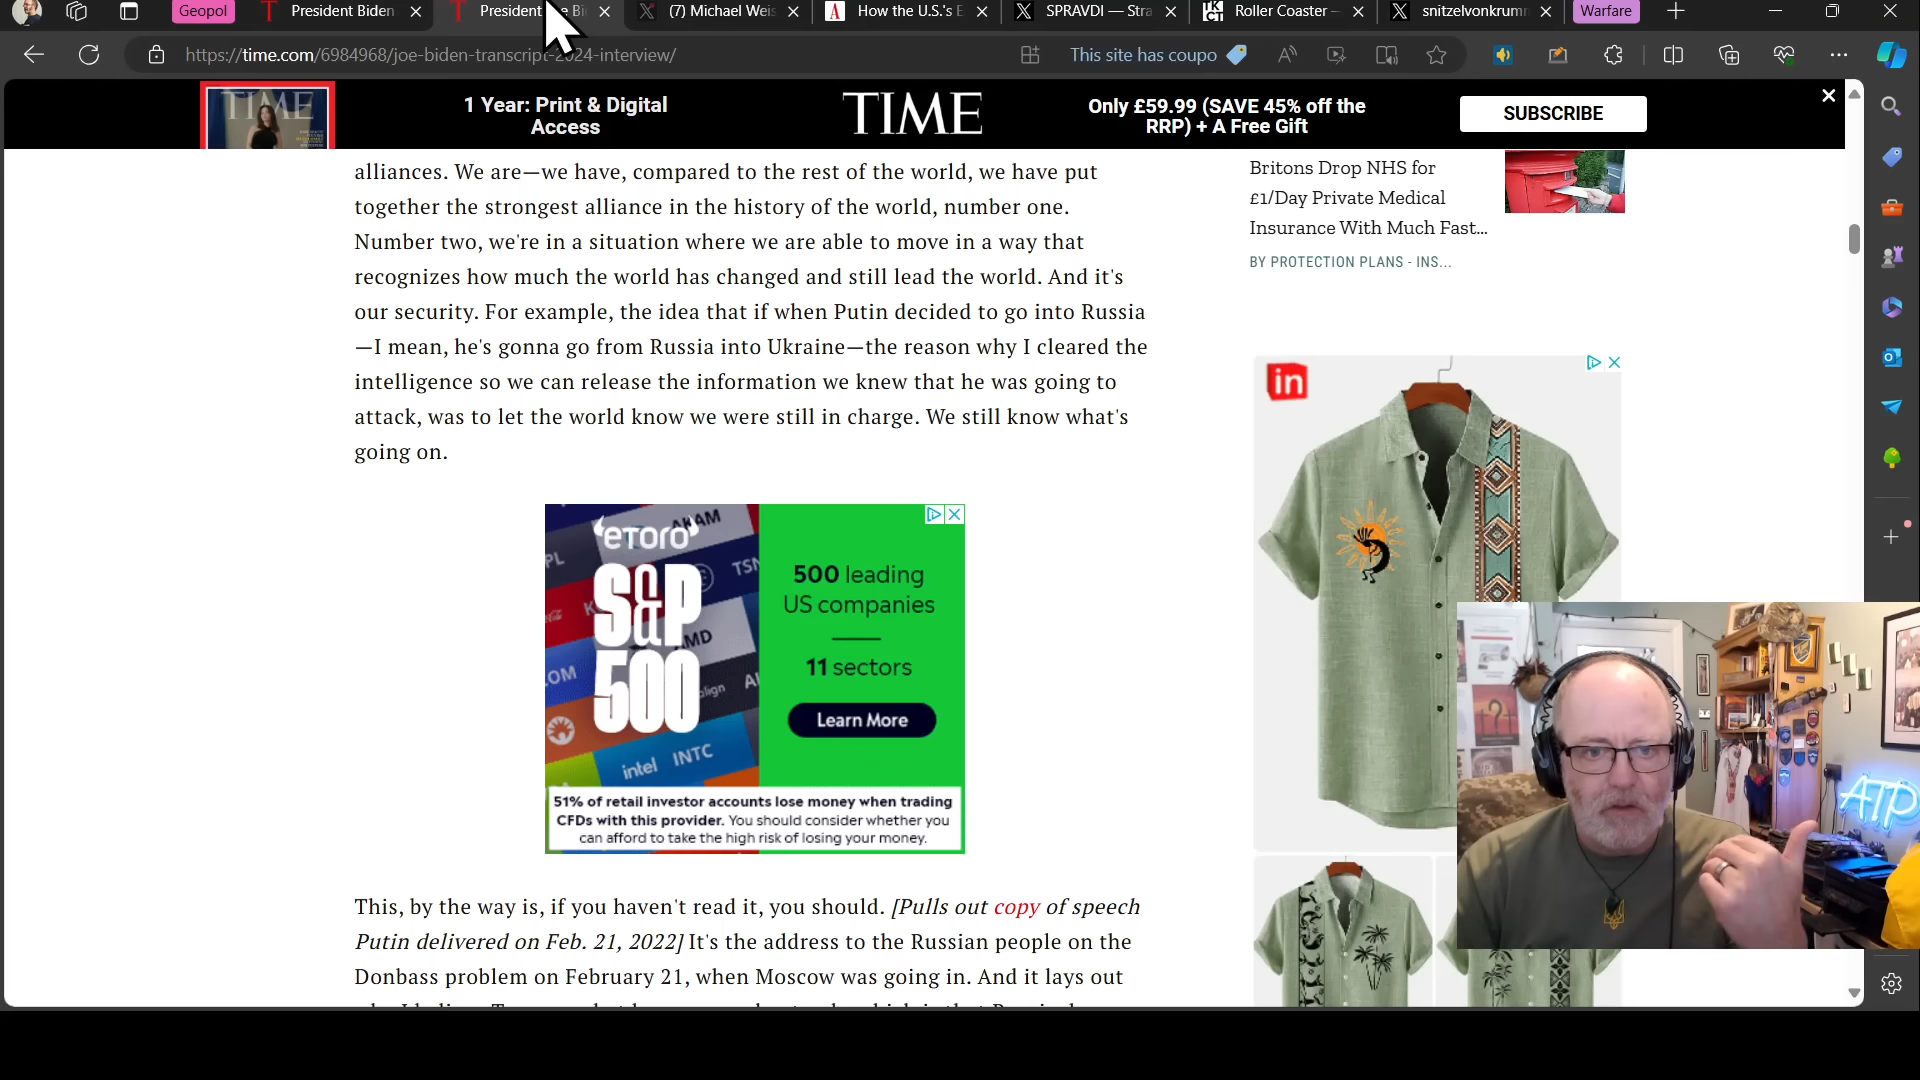 Geopol
President Biden
President
Bi
(7) Michael Weis
How the U.S.'s E
SPRAVDI — Stra
Roller Coaster -
snitzelvonkrumm
Warfare
https://time.com/6984968/joe-biden-transcript-2024-interview/
This site has coupo
TIME
1 Year: Print & Digital
Access
TIME
Only £59.99 (SAVE 45% off the
RRP) + A Free Gift
SUBSCRIBE
alliances. We are—we have, compared to the rest of the world, we have put
together the strongest alliance in the history of the world, number one.
Number two, we're in a situation where we are able to move in a way that
recognizes how much the world has changed and still lead the world. And it's
our security. For example, the idea that if when Putin decided to go into Russia
—I mean, he's gonna go from Russia into Ukraine—the reason why I cleared the
intelligence so we can release the information we knew that he was going to
attack, was to let the world know we were still in charge. We still know what's
going on.
Britons Drop NHS for
£1/Day Private Medical
Insurance With Much Fast...
BY PROTECTION PLANS - INS...
in
eToro
S&P
500
AKAM
TSN
AMD
align
intel
INTC
500 leading
US companies
11 sectors
Learn More
51% of retail investor accounts lose money when trading
CFDs with this provider. You should consider whether you
can afford to take the high risk of losing your money.
This, by the way is, if you haven't read it, you should. [Pulls out copy of speech
Putin delivered on Feb. 21, 2022] It's the address to the Russian people on the
Donbass problem on February 21, when Moscow was going in. And it lays out
ATP